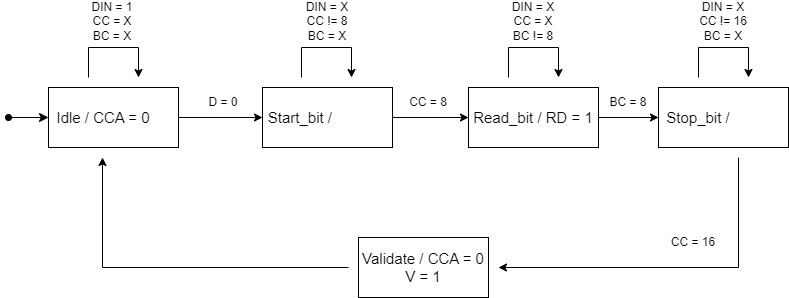 DIN = 1
CC = X
BC = X
DIN = X
CC != 8
BC = X
DIN = X
CC = X
BC != 8
DIN = X
CC != 16
BC = X
Idle / CCA = 0
D = 0
Start_bit /
CC = 8
Read_bit / RD = 1
BC = 8
Stop_bit /
CC = 16
Validate / CCA = 0
V = 1